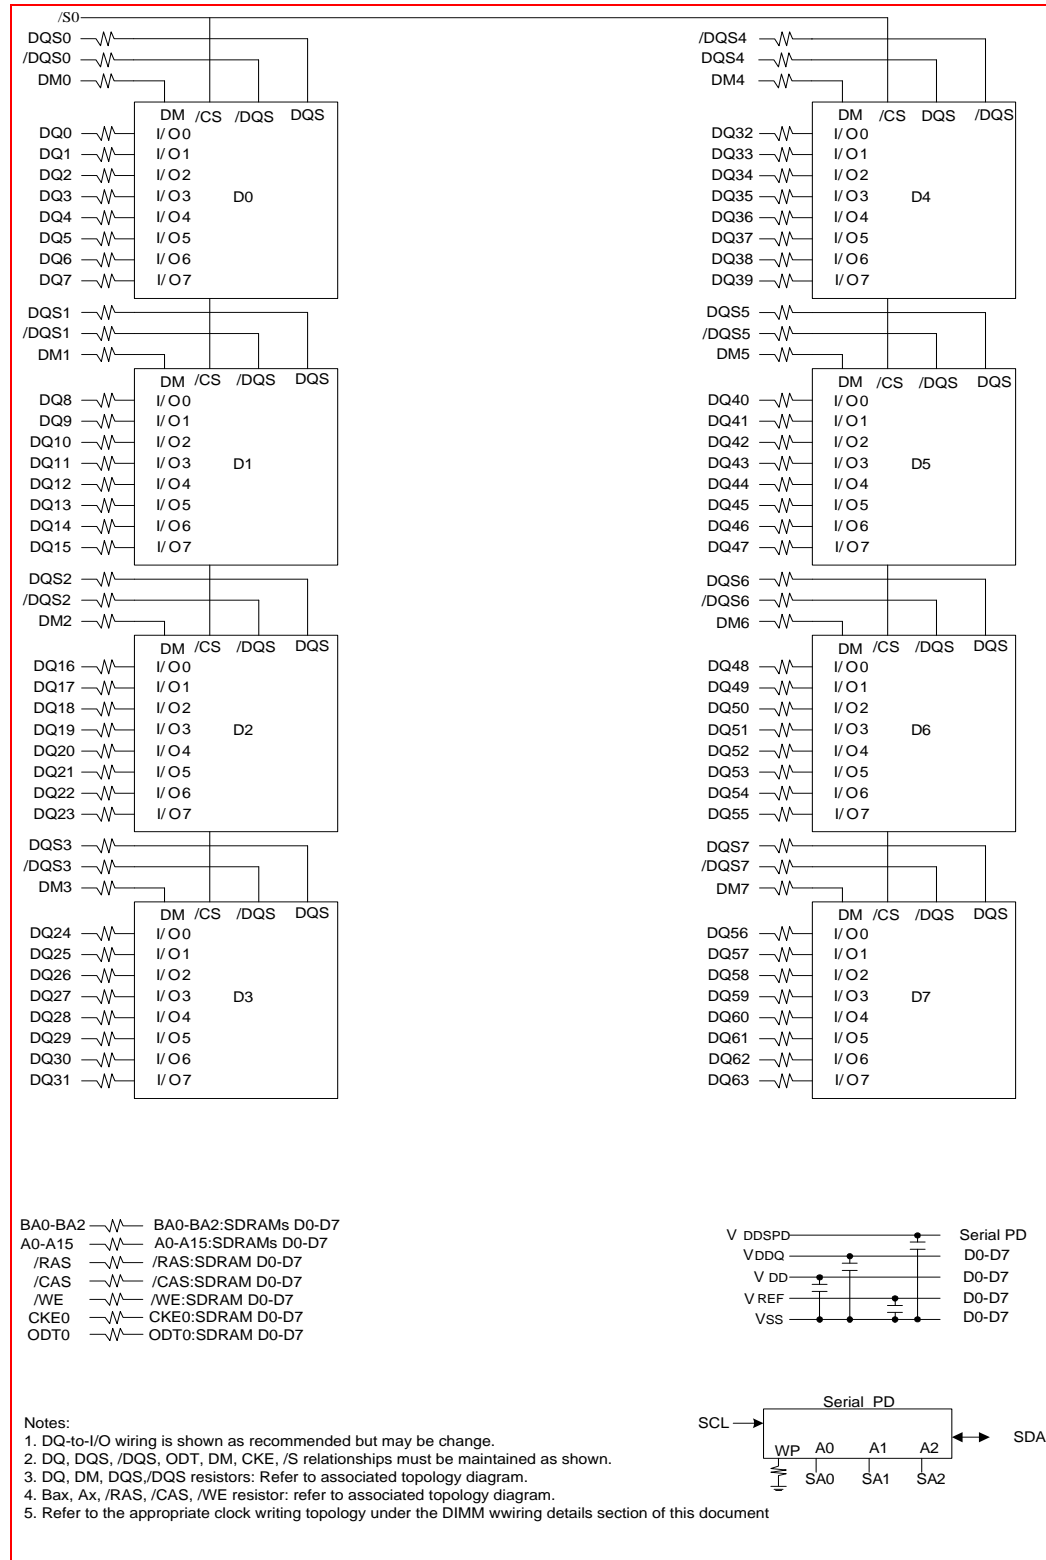 /S0
DQS0
/DQS0
DM0
DM /CS /DQS DQS
DQ0 I/O0
DQ1 I/O1
DQ2 I/O2
DQ3 I/O3 D0
DQ4 I/O4
DQ5 I/O5
DQ6 I/O6
DQ7 I/O7
DQS1
/DQS1
DM1
DM /CS /DQS DQS
DQ8 I/O0
DQ9 I/O1
DQ10 I/O2
DQ11 I/O3 D1
DQ12 I/O4
DQ13 I/O5
DQ14 I/O6
DQ15 I/O7
DQS2
/DQS2
DM2
DM /CS /DQS DQS
DQ16 I/O0
DQ17 I/O1
DQ18 I/O2
DQ19 I/O3 D2
DQ20 I/O4
DQ21 I/O5
DQ22 I/O6
DQ23 I/O7
DQS3
/DQS3
DM3
DM /CS /DQS DQS
DQ24 I/O0
DQ25 I/O1
DQ26 I/O2
DQ27 I/O3 D3
DQ28 I/O4
DQ29 I/O5
DQ30 I/O6
DQ31 I/O7
/DQS4
DQS4
DM4
DM /CS DQS /DQS
DQ32 I/O0
DQ33 I/O1
DQ34 I/O2
DQ35 I/O3 D4
DQ36 I/O4
DQ37 I/O5
DQ38 I/O6
DQ39 I/O7
DQS5
/DQS5
DM5
DM /CS /DQS DQS
DQ40 I/O0
DQ41 I/O1
DQ42 I/O2
DQ43 I/O3 D5
DQ44 I/O4
DQ45 I/O5
DQ46 I/O6
DQ47 I/O7
DQS6
/DQS6
DM6
DM /CS /DQS DQS
DQ48 I/O0
DQ49 I/O1
DQ50 I/O2
DQ51 I/O3 D6
DQ52 I/O4
DQ53 I/O5
DQ54 I/O6
DQ55 I/O7
DQS7
/DQS7
DM7
DM /CS /DQS DQS
DQ56 I/O0
DQ57 I/O1
DQ58 I/O2
DQ59 I/O3 D7
DQ60 I/O4
DQ61 I/O5
DQ62 I/O6
DQ63 I/O7
BA0-BA2 BA0-BA2:SDRAMs D0-D7
A0-A15 A0-A15:SDRAMs D0-D7
/RAS /RAS:SDRAM D0-D7
/CAS /CAS:SDRAM D0-D7
/WE /WE:SDRAM D0-D7
CKE0 CKE0:SDRAM D0-D7
ODT0 ODT0:SDRAM D0-D7
V DDSPD Serial PD
VDDQ D0-D7
V DD D0-D7
V REF D0-D7
VSS D0-D7
Serial PD
SCL SDA
WP A0 A1 A2
SA0 SA1 SA2
Notes:
1. DQ-to-I/O wiring is shown as recommended but may be change.
2. DQ, DQS, /DQS, ODT, DM, CKE, /S relationships must be maintained as shown.
3. DQ, DM, DQS,/DQS resistors: Refer to associated topology diagram.
4. Bax, Ax, /RAS, /CAS, /WE resistor: refer to associated topology diagram.
5. Refer to the appropriate clock writing topology under the DIMM wwiring details section of this document